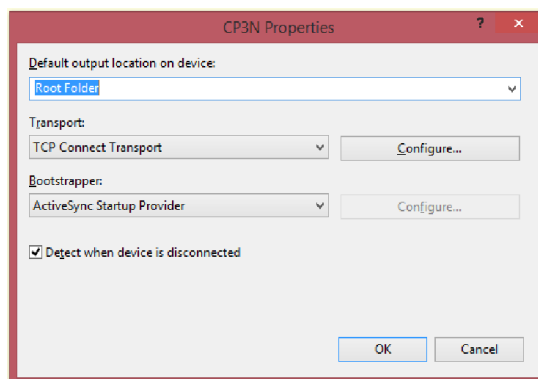 CP3N Properties
?
×
Default output location on device:
Root Folder
Transport:
TCP Connect Transport
Configure...
Bootstrapper:
ActiveSync Startup Provider
Configure...
Detect when device is disconnected
OK
Cancel